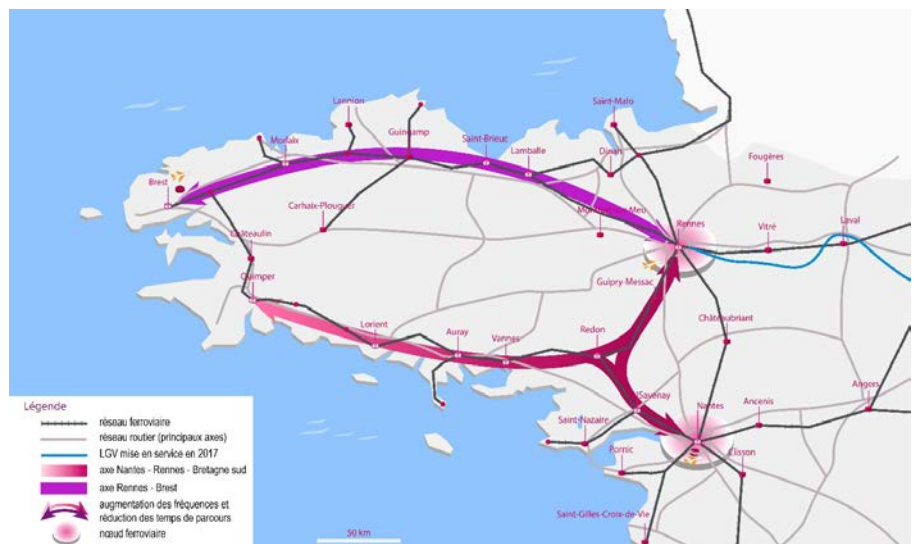 Lannion
Saint-Malo
Guingamp
Morlaix
Saint-Brieuc
Lamballe
Dinan
Fougères
Brest
Carhaix-Plouguer
Rennes
Vitré
Laval
Châteaulin
Quimper
Guipry-Messac
Lorient
Auray
Vannes
Redon
Châteaubriant
Savenay
Nantes
Ancenis
Angers
Saint-Nazaire
Pornic
Clisson
Saint-Gilles-Croix-de-Vie
Légende
réseau ferroviaire
réseau routier (principaux axes)
LGV mise en service en 2017
axe Nantes - Rennes - Bretagne sud
axe Rennes - Brest
augmentation des fréquences et
réduction des temps de parcours
nœud ferroviaire
50 km